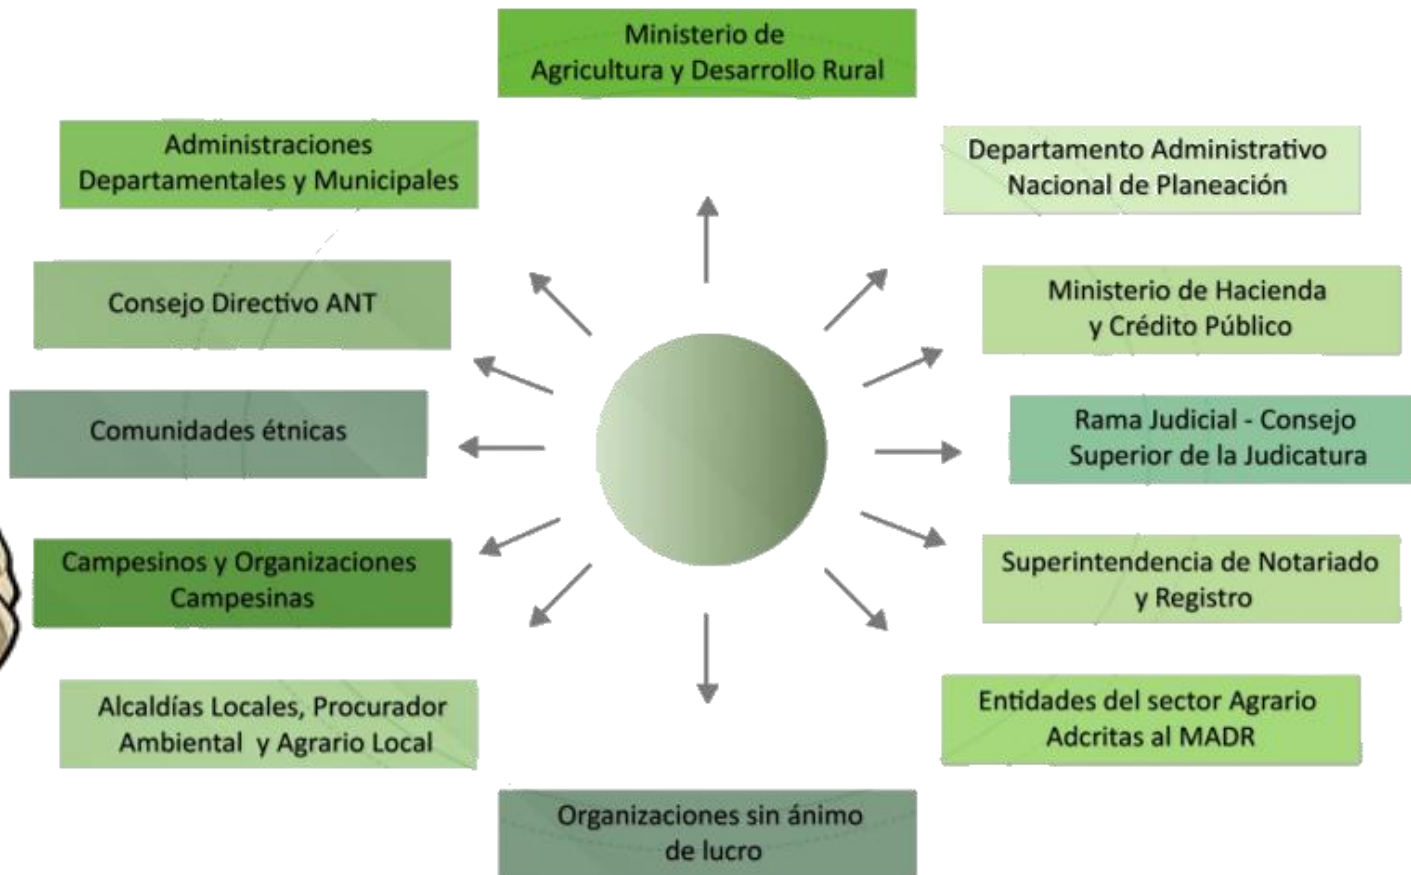 Ministerio de
Agricultura y Desarrollo Rural
Administraciones
Departamentales y Municipales
Departamento Administrativo
Nacional de Planeación
Consejo Directivo ANT
Ministerio de Hacienda
y Crédito Público
Comunidades étnicas
Rama Judicial - Consejo
Superior de la Judicatura
Campesinos y Organizaciones
Campesinas
Superintendencia de Notariado
y Registro
Alcaldías Locales, Procurador
Ambiental y Agrario Local
Entidades del sector Agrario
Adcritas al MADR
Organizaciones sin ánimo
de lucro